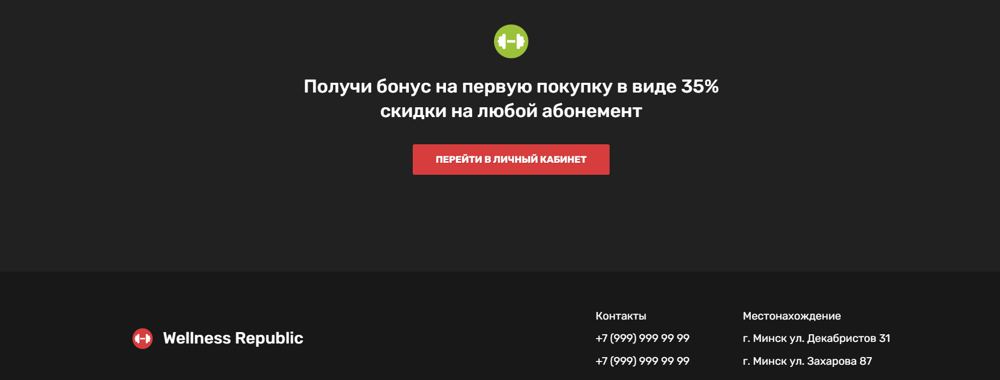 Получи бонус на первую покупку в виде 35%
скидки на любой абонемент
ПЕРЕЙТИ В ЛИЧНЫЙ КАБИНЕТ
Wellness Republic
Контакты
+7 (999) 999 99 99
+7 (999) 999 99 99
Местонахождение
г. Минск ул. Декабристов 31
г. Минск ул. Захарова 87